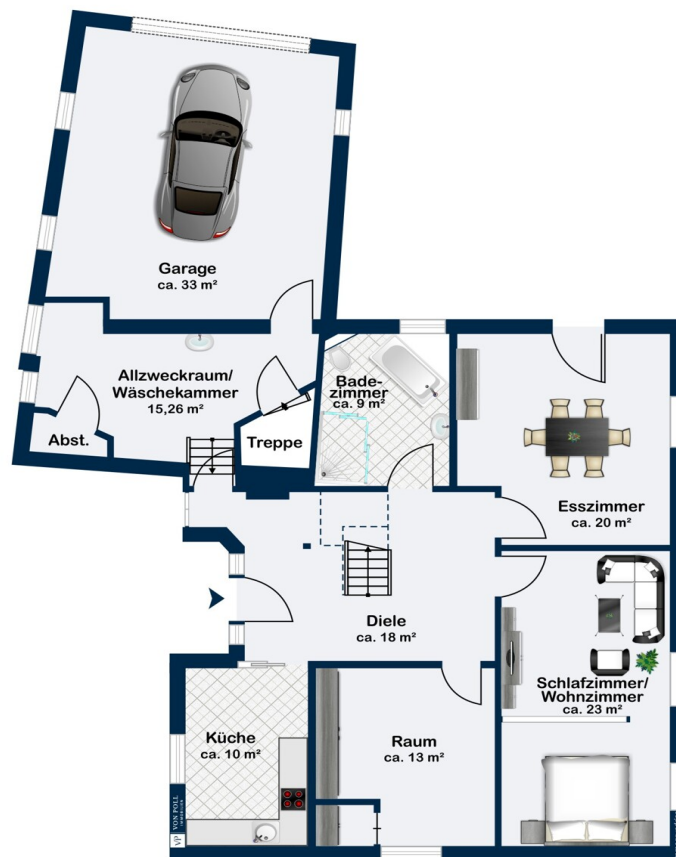 Garage
ca. 33 m²
Allzweckraum/
Wäschekammer
15,26 m²
Abst.
Treppe
Bade-
zimmer
ca. 9 m²
Esszimmer
ca. 20 m²
Diele
ca. 18 m²
Schlafzimmer/
Wohnzimmer
ca. 23 m²
Küche
ca. 10 m²
Raum
ca. 13 m²
VP VON POLL
IMMOBILIEN